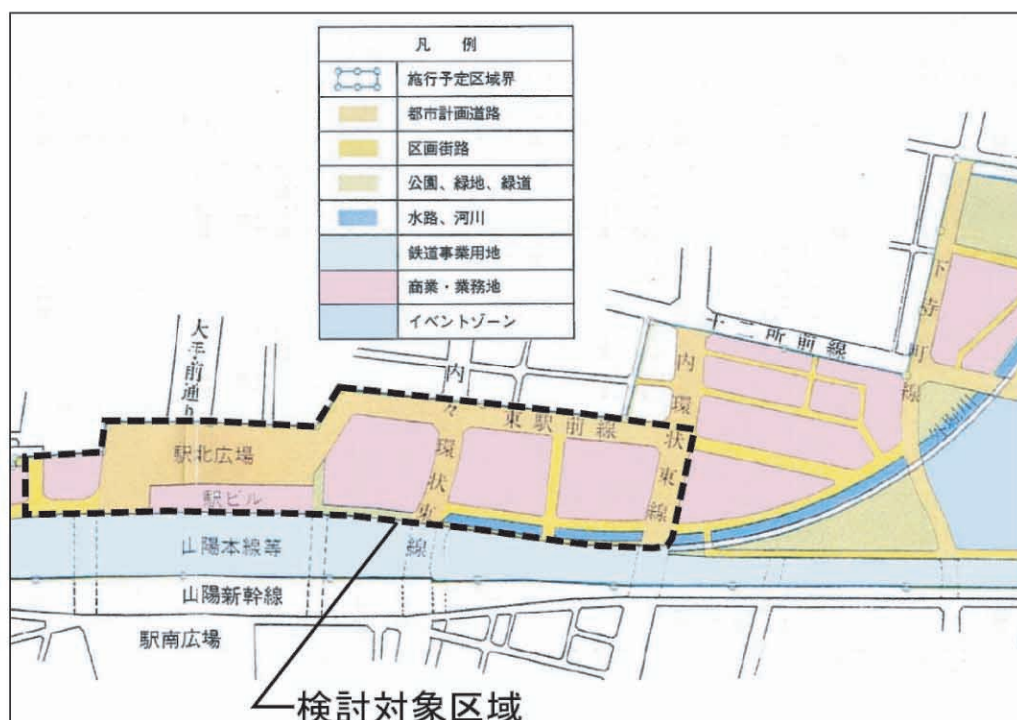 凡 例
施行予定区域界
都市計画道路
区画街路
公園、緑地、緑道
水路、河川
鉄道事業用地
商業・業務地
イベントゾーン
大手前通り
内々環状東線
東駅前線
内環状東線
十二所前線
下寺町線
駅北広場
駅ビル
山陽本線等
山陽新幹線
駅南広場
検討対象区域